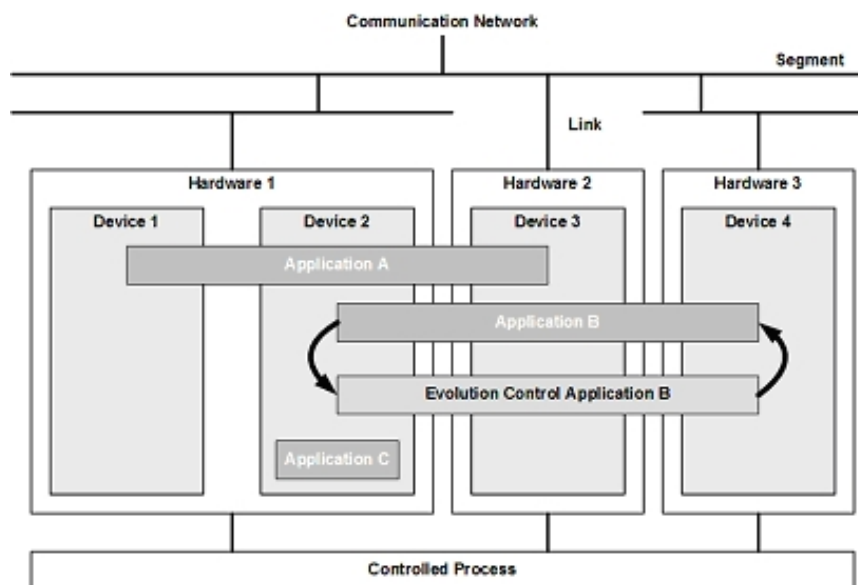 Communication Network
Segment
Link
Hardware 1
Hardware 2
Hardware 3
Device 1
Device 2
Device 3
Device 4
Application A
Application B
Evolution Control Application B
Application C
Controlled Process